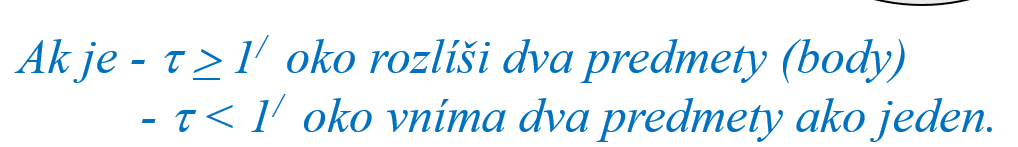 Ak je - τ ≥ 1/ oko rozlíši dva predmety (body)
- τ < 1/ oko vníma dva predmety ako jeden.